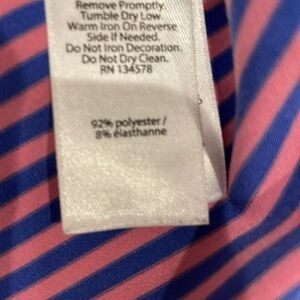 Remove Promptly.
Tumble Dry Low.
Warm Iron On Reverse
Side If Needed.
Do Not Iron Decoration.
Do Not Dry Clean.
RN 134578
92% polyester /
8% élasthanne